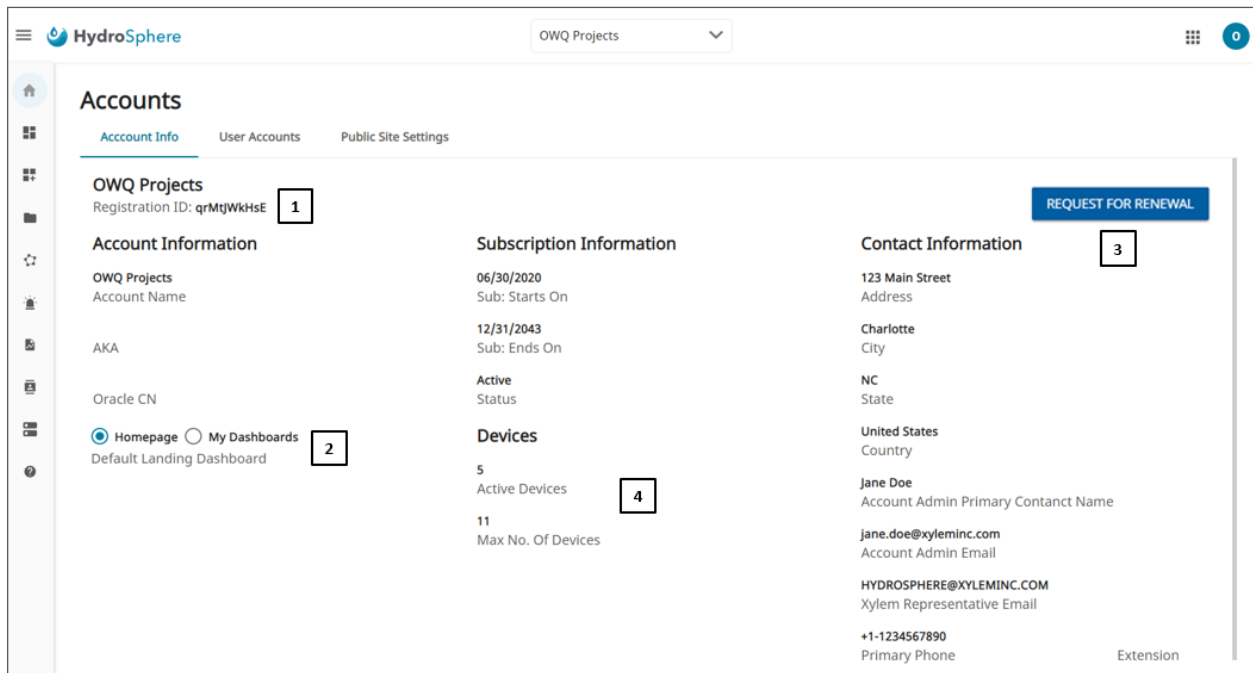 HydroSphere
OWQ Projects
O
Accounts
Acccount Info
User Accounts
Public Site Settings
OWQ Projects
Registration ID: qrMtJWkHsE
1
REQUEST FOR RENEWAL
3
Account Information
OWQ Projects
Account Name
AKA
Oracle CN
Homepage My Dashboards
Default Landing Dashboard
2
Subscription Information
06/30/2020
Sub: Starts On
12/31/2043
Sub: Ends On
Active
Status
Devices
5
Active Devices
4
11
Max No. Of Devices
Contact Information
123 Main Street
Address
Charlotte
City
NC
State
United States
Country
Jane Doe
Account Admin Primary Contanct Name
jane.doe@xyleminc.com
Account Admin Email
HYDROSPHERE@XYLEMINC.COM
Xylem Representative Email
+1-1234567890
Primary Phone
Extension